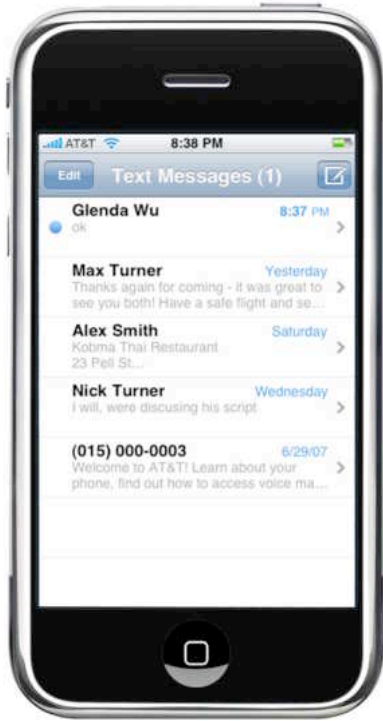 AT&T 8:38 PM
Edit Text Messages (1)
Glenda Wu 8:37 PM
ok
Max Turner Yesterday
Thanks again for coming - it was great to
see you both! Have a safe flight and se...
Alex Smith Saturday
Kobma Thai Restaurant
23 Pell St...
Nick Turner Wednesday
I will, were discusing his script
(015) 000-0003 6/29/07
Welcome to AT&T! Learn about your
phone, find out how to access voice ma...